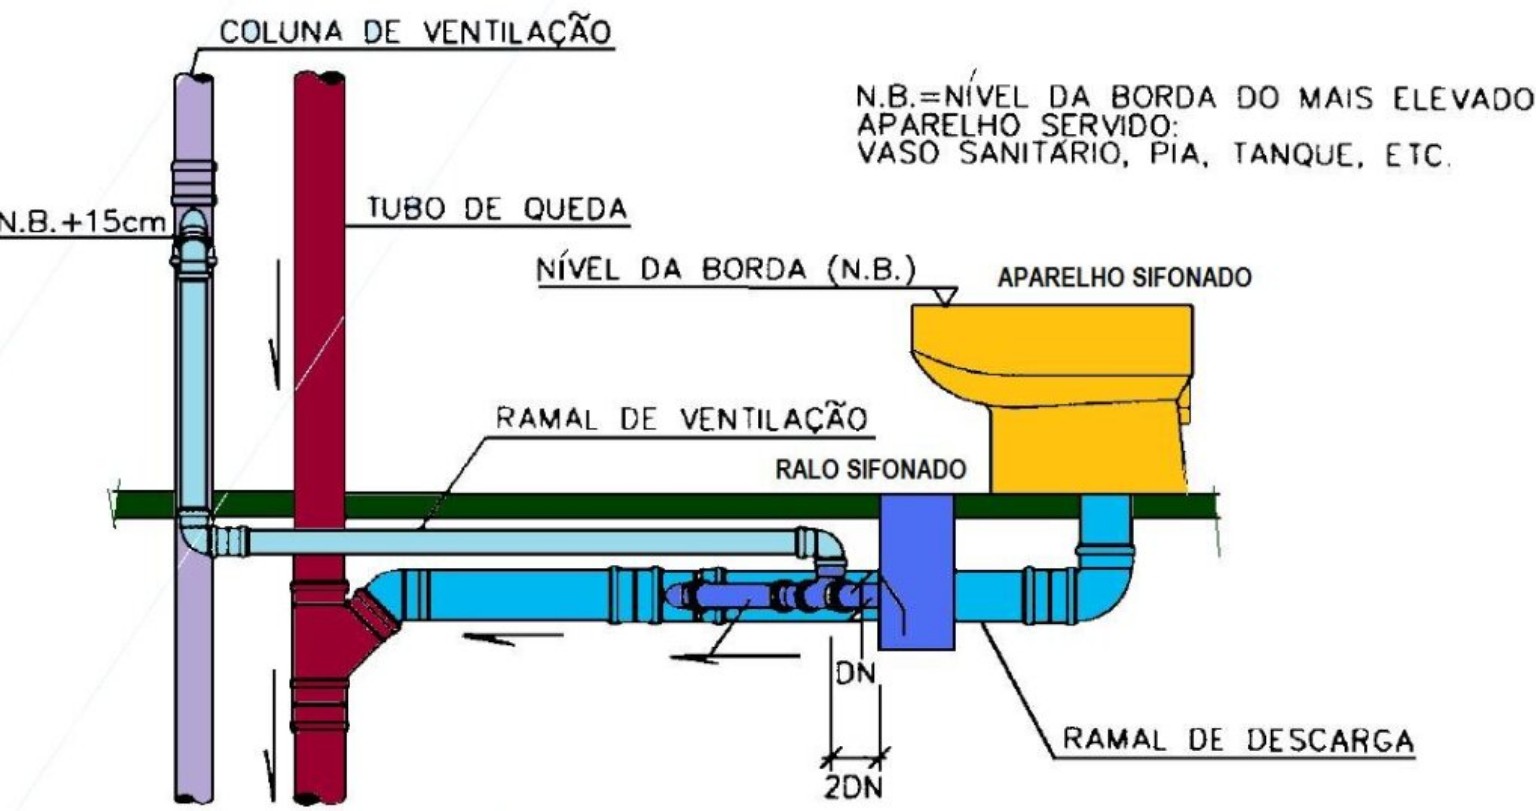 COLUNA DE VENTILAÇÃO
N.B.=NÍVEL DA BORDA DO MAIS ELEVADO
APARELHO SERVIDO:
VASO SANITÁRIO, PIA, TANQUE, ETC.
N.B.+15cm
TUBO DE QUEDA
NÍVEL DA BORDA (N.B.)
APARELHO SIFONADO
RAMAL DE VENTILAÇÃO
RALO SIFONADO
DN
2DN
RAMAL DE DESCARGA